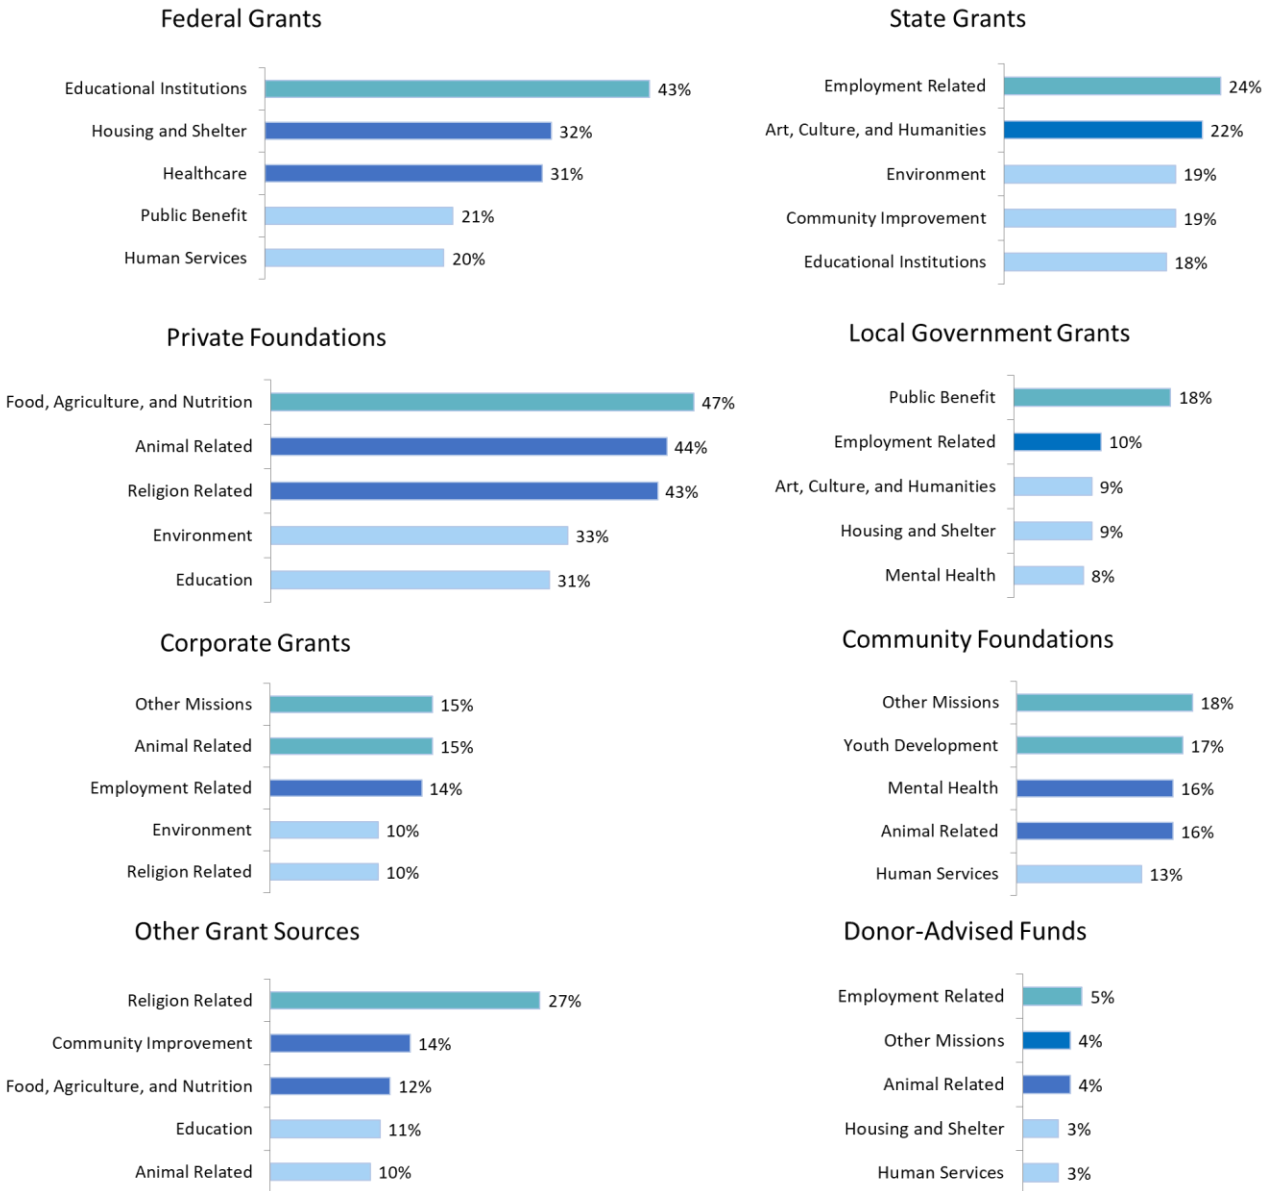 Federal Grants
Educational Institutions 43%
Housing and Shelter 32%
Healthcare 31%
Public Benefit 21%
Human Services 20%
State Grants
Employment Related 24%
Art, Culture, and Humanities 22%
Environment 19%
Community Improvement 19%
Educational Institutions 18%
Private Foundations
Food, Agriculture, and Nutrition 47%
Animal Related 44%
Religion Related 43%
Environment 33%
Education 31%
Local Government Grants
Public Benefit 18%
Employment Related 10%
Art, Culture, and Humanities 9%
Housing and Shelter 9%
Mental Health 8%
Corporate Grants
Other Missions 15%
Animal Related 15%
Employment Related 14%
Environment 10%
Religion Related 10%
Community Foundations
Other Missions 18%
Youth Development 17%
Mental Health 16%
Animal Related 16%
Human Services 13%
Other Grant Sources
Religion Related 27%
Community Improvement 14%
Food, Agriculture, and Nutrition 12%
Education 11%
Animal Related 10%
Donor-Advised Funds
Employment Related 5%
Other Missions 4%
Animal Related 4%
Housing and Shelter 3%
Human Services 3%